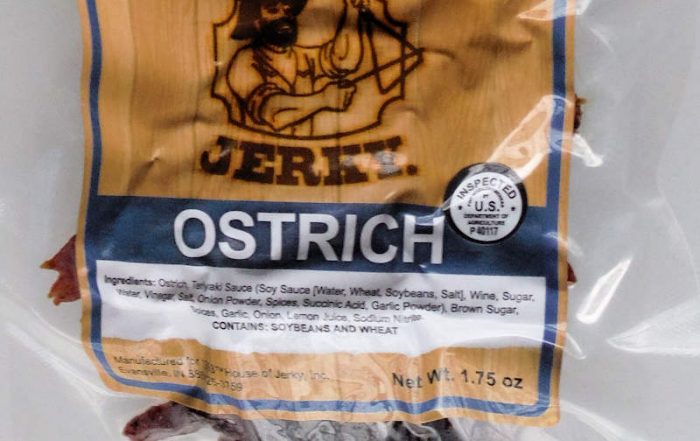 JERKY.
INSPECTED
U.S.
DEPARTMENT OF
AGRICULTURE
P 40117
OSTRICH
Ingredients: Ostrich, Teriyaki Sauce (Soy Sauce [Water, Wheat, Soybeans, Salt], Wine, Sugar,
Water, Vinegar, Salt, Onion Powder, Spices, Succinic Acid, Garlic Powder), Brown Sugar,
Spices, Garlic, Onion, Lemon Juice, Sodium Nitrite.
CONTAINS: SOYBEANS AND WHEAT
Manufactured for House of Jerky, Inc.
Evansville, IN
Net Wt. 1.75 oz